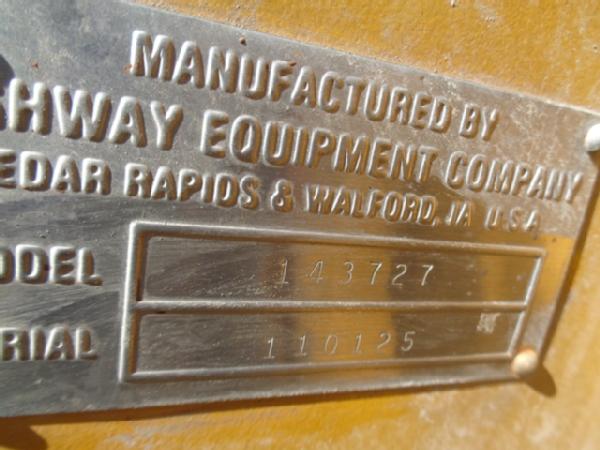 MANUFACTURED BY
HWAY EQUIPMENT COMPANY
EDAR RAPIDS & WALFORD, IA U.S.A
ODEL 143727
RIAL 110125